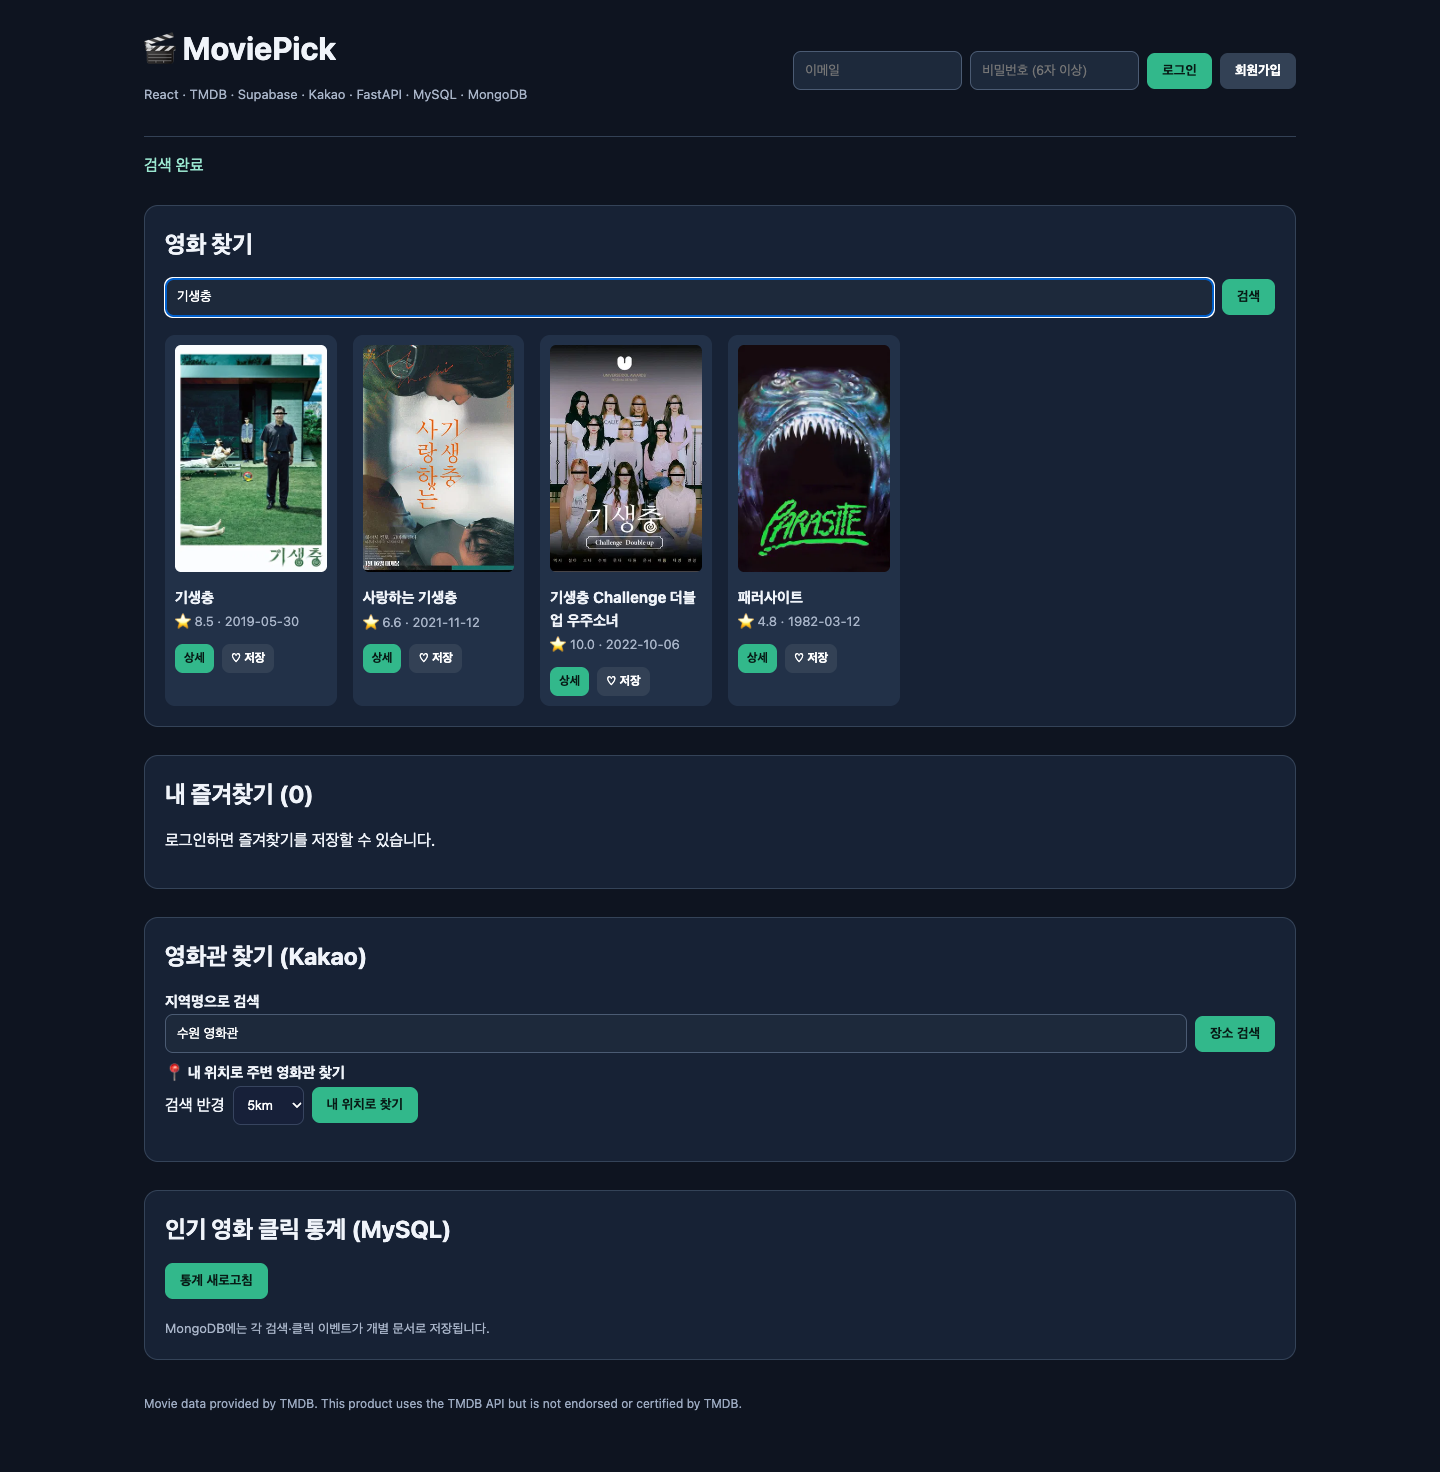 MoviePick
React · TMDB · Supabase · Kakao · FastAPI · MySQL · MongoDB
이메일
비밀번호 (6자 이상)
로그인
회원가입
검색 완료
영화 찾기
기생충
검색
기생충
사랑하는
기생충
기생충
Challenge Double up
PARASITE
기생충
8.5 · 2019-05-30
상세
♡ 저장
사랑하는 기생충
6.6 · 2021-11-12
상세
♡ 저장
기생충 Challenge 더블
업 우주소녀
10.0 · 2022-10-06
상세
♡ 저장
패러사이트
4.8 · 1982-03-12
상세
♡ 저장
내 즐겨찾기 (0)
로그인하면 즐겨찾기를 저장할 수 있습니다.
영화관 찾기 (Kakao)
지역명으로 검색
수원 영화관
장소 검색
📍 내 위치로 주변 영화관 찾기
검색 반경
5km
내 위치로 찾기
인기 영화 클릭 통계 (MySQL)
통계 새로고침
MongoDB에는 각 검색·클릭 이벤트가 개별 문서로 저장됩니다.
Movie data provided by TMDB. This product uses the TMDB API but is not endorsed or certified by TMDB.